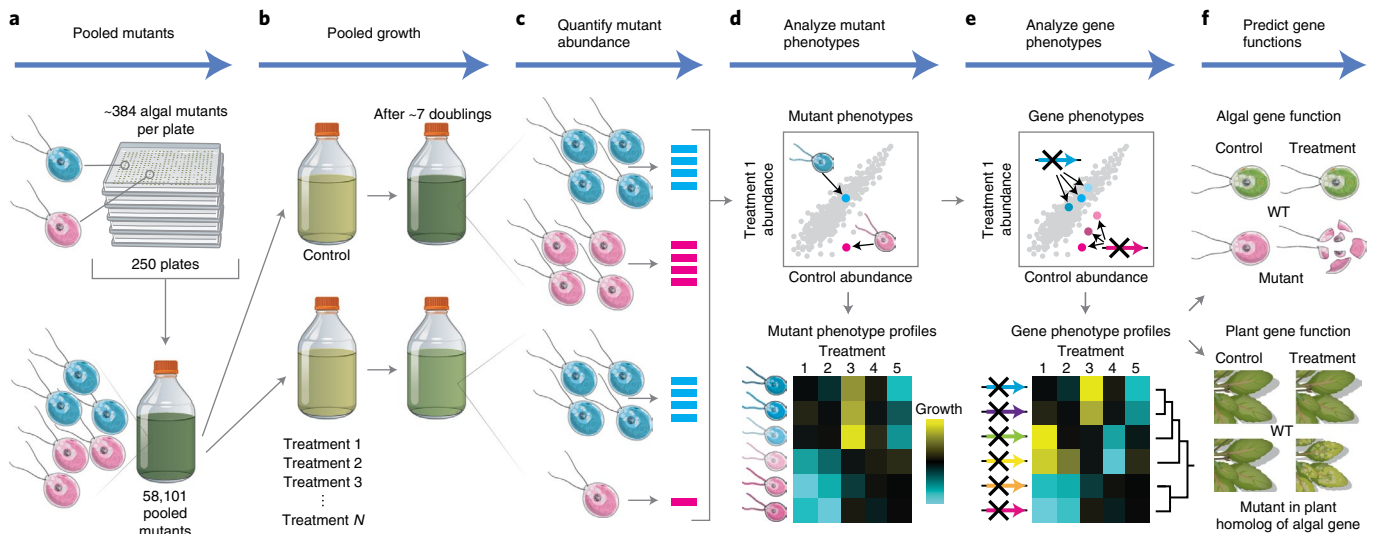 a
Pooled mutants
~384 algal mutants
per plate
250 plates
58,101
pooled
mutants
b
Pooled growth
After ~7 doublings
Control
Treatment 1
Treatment 2
Treatment 3
⋮
Treatment N
c
Quantify mutant
abundance
d
Analyze mutant
phenotypes
Mutant phenotypes
Treatment 1
abundance
Control abundance
Mutant phenotype profiles
Treatment
1 2 3 4 5
Growth
e
Analyze gene
phenotypes
Gene phenotypes
Treatment 1
abundance
Control abundance
Gene phenotype profiles
Treatment
1 2 3 4 5
f
Predict gene
functions
Algal gene function
Control Treatment
WT
Mutant
Plant gene function
Control Treatment
WT
Mutant in plant
homolog of algal gene